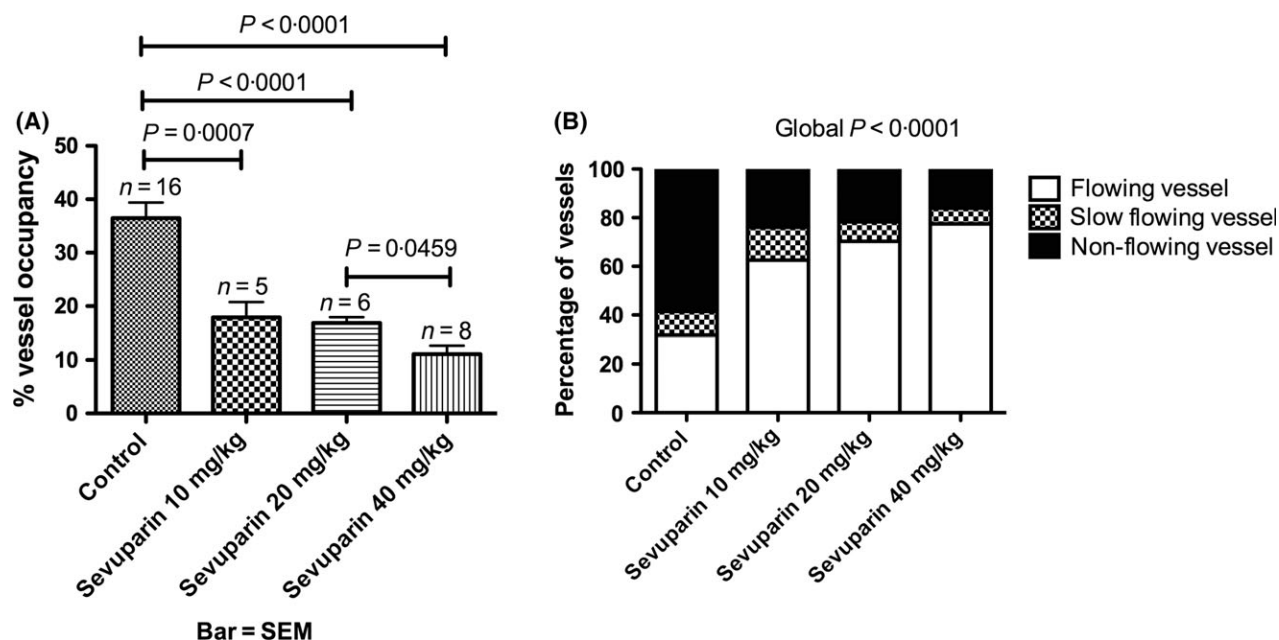 P < 0·0001
P < 0·0001
(A)
P = 0·0007
% vessel occupancy
50
40
30
20
10
0
n = 16
n = 5
P = 0·0459
n = 6
n = 8
Control
Sevuparin 10 mg/kg
Sevuparin 20 mg/kg
Sevuparin 40 mg/kg
Bar = SEM
(B)
Global P < 0·0001
Percentage of vessels
100
80
60
40
20
0
Control
Sevuparin 10 mg/kg
Sevuparin 20 mg/kg
Sevuparin 40 mg/kg
Flowing vessel
Slow flowing vessel
Non-flowing vessel